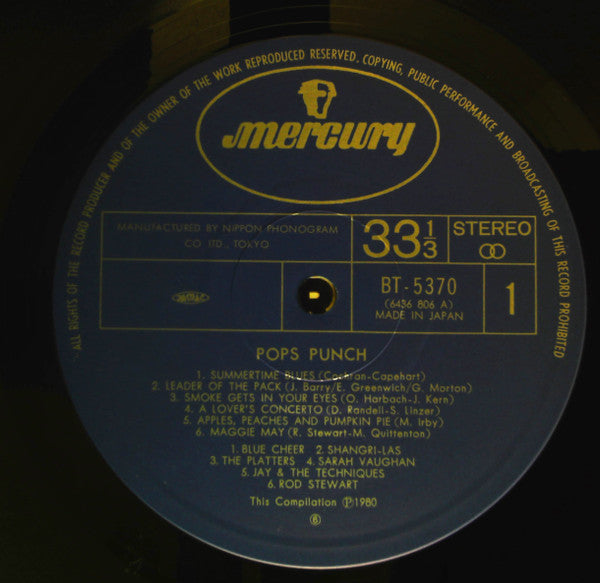 ALL RIGHTS OF THE RECORD PRODUCER AND OF THE OWNER OF THE WORK REPRODUCED RESERVED. COPYING, PUBLIC PERFORMANCE AND BROADCASTING OF THIS RECORD PROHIBITED
mercury
MANUFACTURED BY NIPPON PHONOGRAM
CO LTD., TOKYO
33 1/3
STEREO
BT-5370
(6436 806 A)
MADE IN JAPAN
1
POPS PUNCH
1. SUMMERTIME BLUES (Cochran-Capehart)
2. LEADER OF THE PACK (J. Barry/E. Greenwich/G. Morton)
3. SMOKE GETS IN YOUR EYES (O. Harbach-J. Kern)
4. A LOVER'S CONCERTO (D. Randell-S. Linzer)
5. APPLES, PEACHES AND PUMPKIN PIE (M. Irby)
6. MAGGIE MAY (R. Stewart-M. Quittenton)
1. BLUE CHEER 2. SHANGRI-LAS
3. THE PLATTERS 4. SARAH VAUGHAN
5. JAY & THE TECHNIQUES
6. ROD STEWART
This Compilation Ⓟ1980